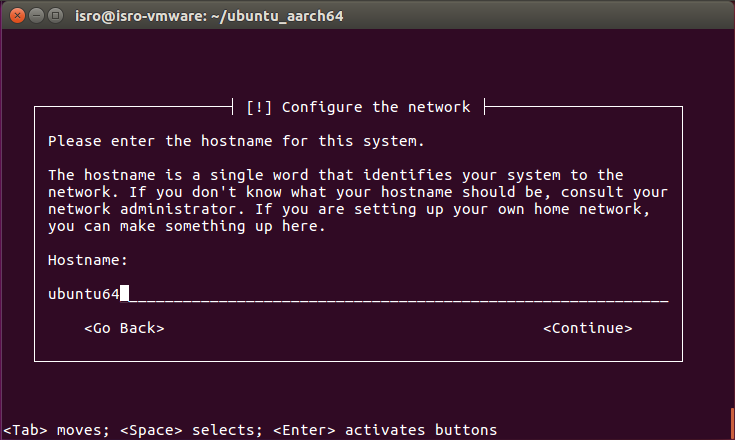 isro@isro-vmware: ~/ubuntu_aarch64
[!] Configure the network
Please enter the hostname for this system.
The hostname is a single word that identifies your system to the
network. If you don't know what your hostname should be, consult your
network administrator. If you are setting up your own home network,
you can make something up here.
Hostname:
ubuntu64
<Go Back> <Continue>
<Tab> moves; <Space> selects; <Enter> activates buttons